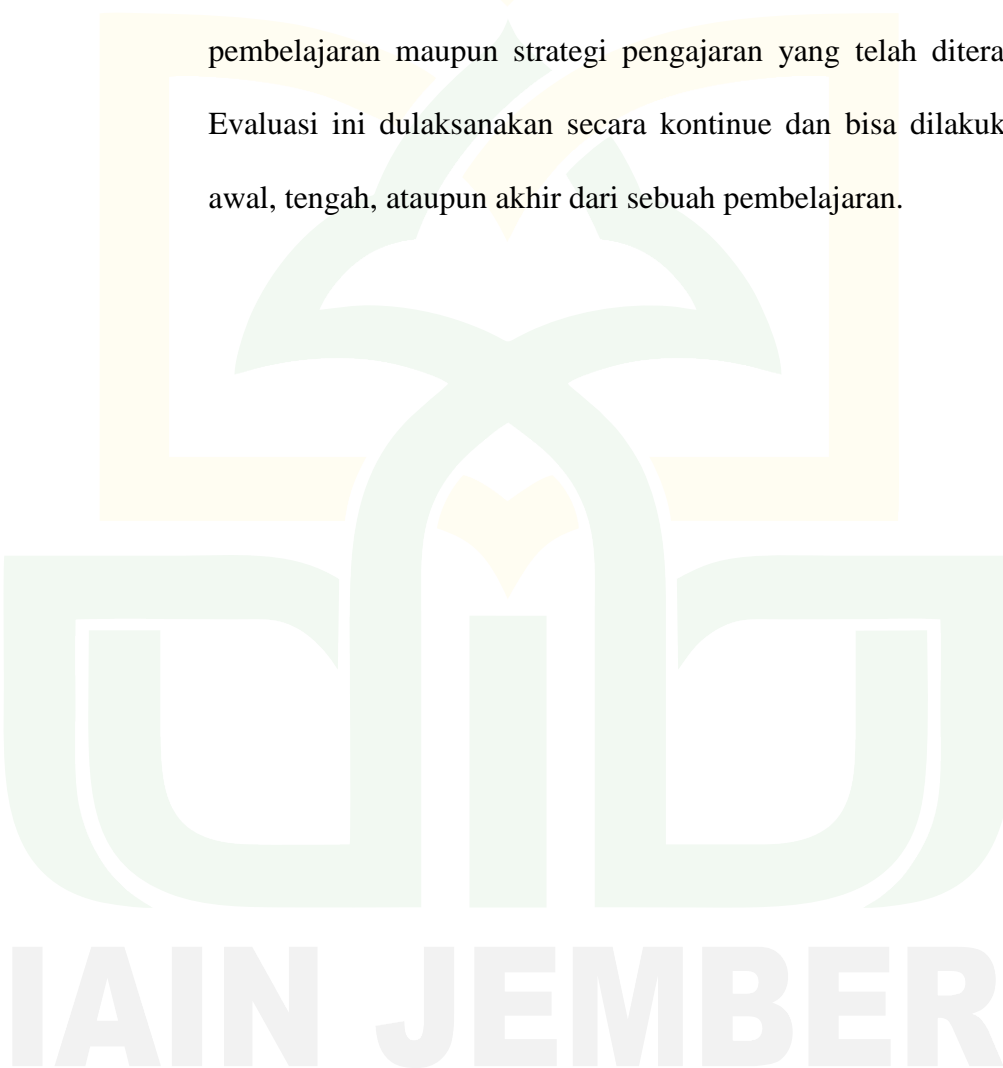 pembelajaran maupun strategi pengajaran yang telah ditera
Evaluasi ini dulaksanakan secara kontinue dan bisa dilakuk
awal, tengah, ataupun akhir dari sebuah pembelajaran.
IAIN JEMBER